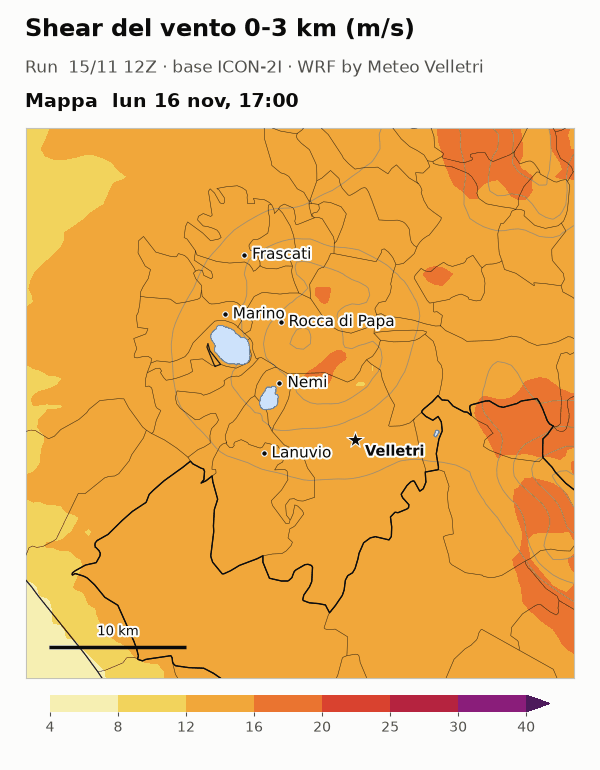 Shear del vento 0-3 km (m/s)
Run  15/11 12Z · base ICON-2I · WRF by Meteo Velletri
Mappa  lun 16 nov, 17:00
Frascati
Marino
Rocca di Papa
Nemi
Velletri
Lanuvio
10 km
4 8 12 16 20 25 30 40